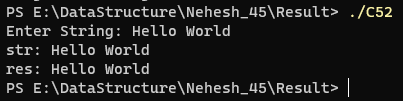 PS E:\DataStructure\Nehesh_45\Result> ./C52
Enter String: Hello World
str: Hello World
res: Hello World
PS E:\DataStructure\Nehesh_45\Result>